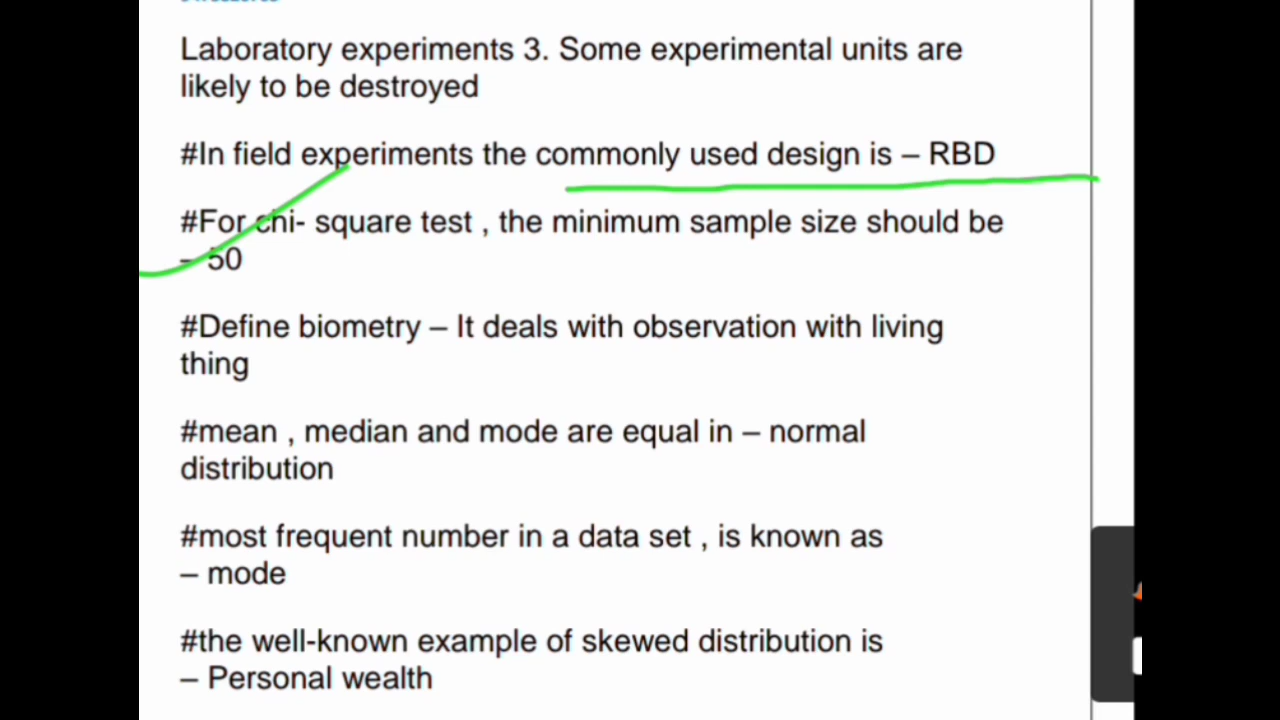 Laboratory experiments 3. Some experimental units are
likely to be destroyed
#In field experiments the commonly used design is – RBD
#For chi- square test , the minimum sample size should be
– 50
#Define biometry – It deals with observation with living
thing
#mean , median and mode are equal in – normal
distribution
#most frequent number in a data set , is known as
– mode
#the well-known example of skewed distribution is
– Personal wealth